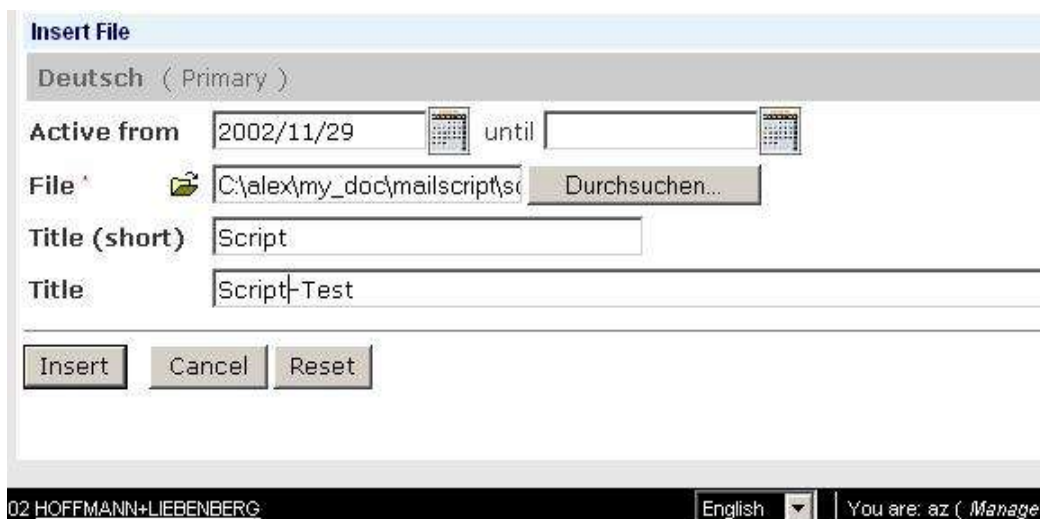 Insert File
Deutsch ( Primary )
Active from 2002/11/29 until
File * C:\alex\my_doc\mailscript\sc Durchsuchen...
Title (short) Script
Title Script-Test
Insert Cancel Reset
02 HOFFMANN+LIEBENBERG English You are: az ( Manage